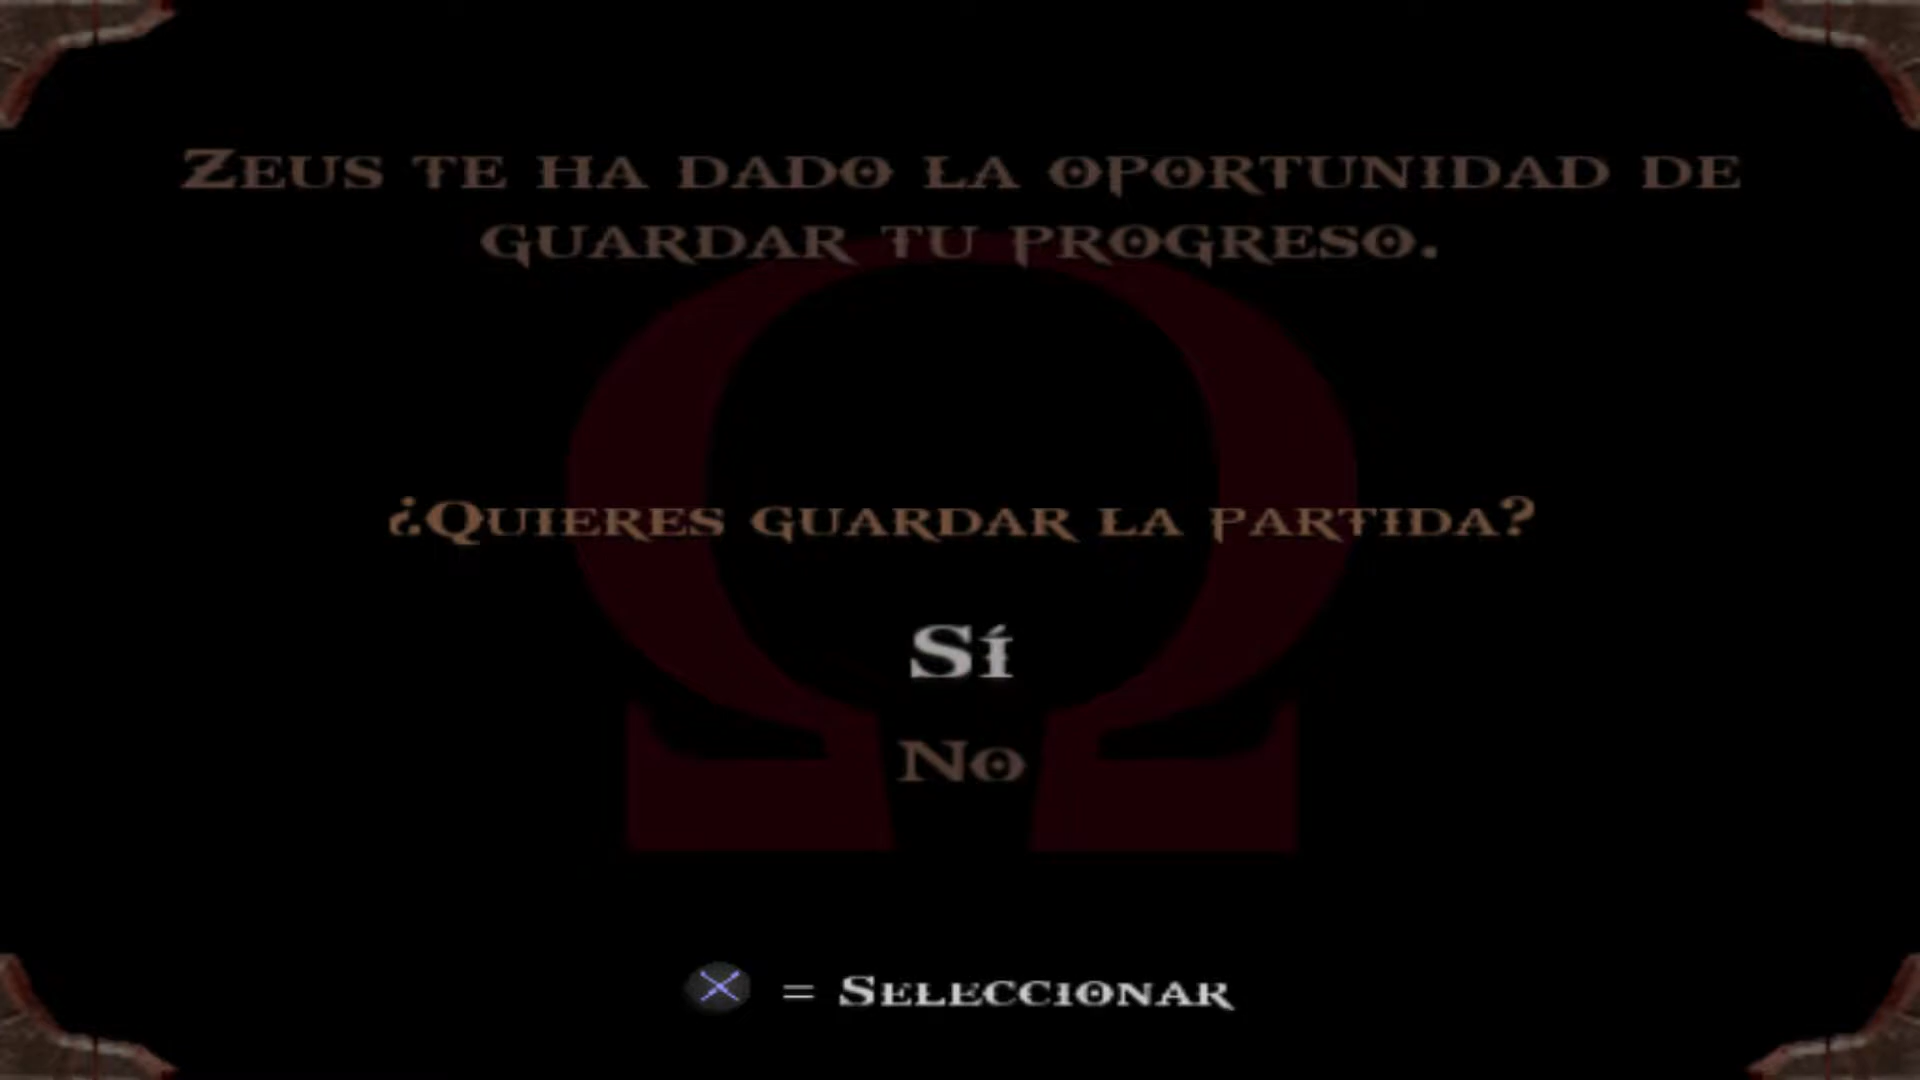 Zeus te ha dado la oportunidad de
guardar tu progreso.
¿Quieres guardar la partida?
Sí
No
= Seleccionar